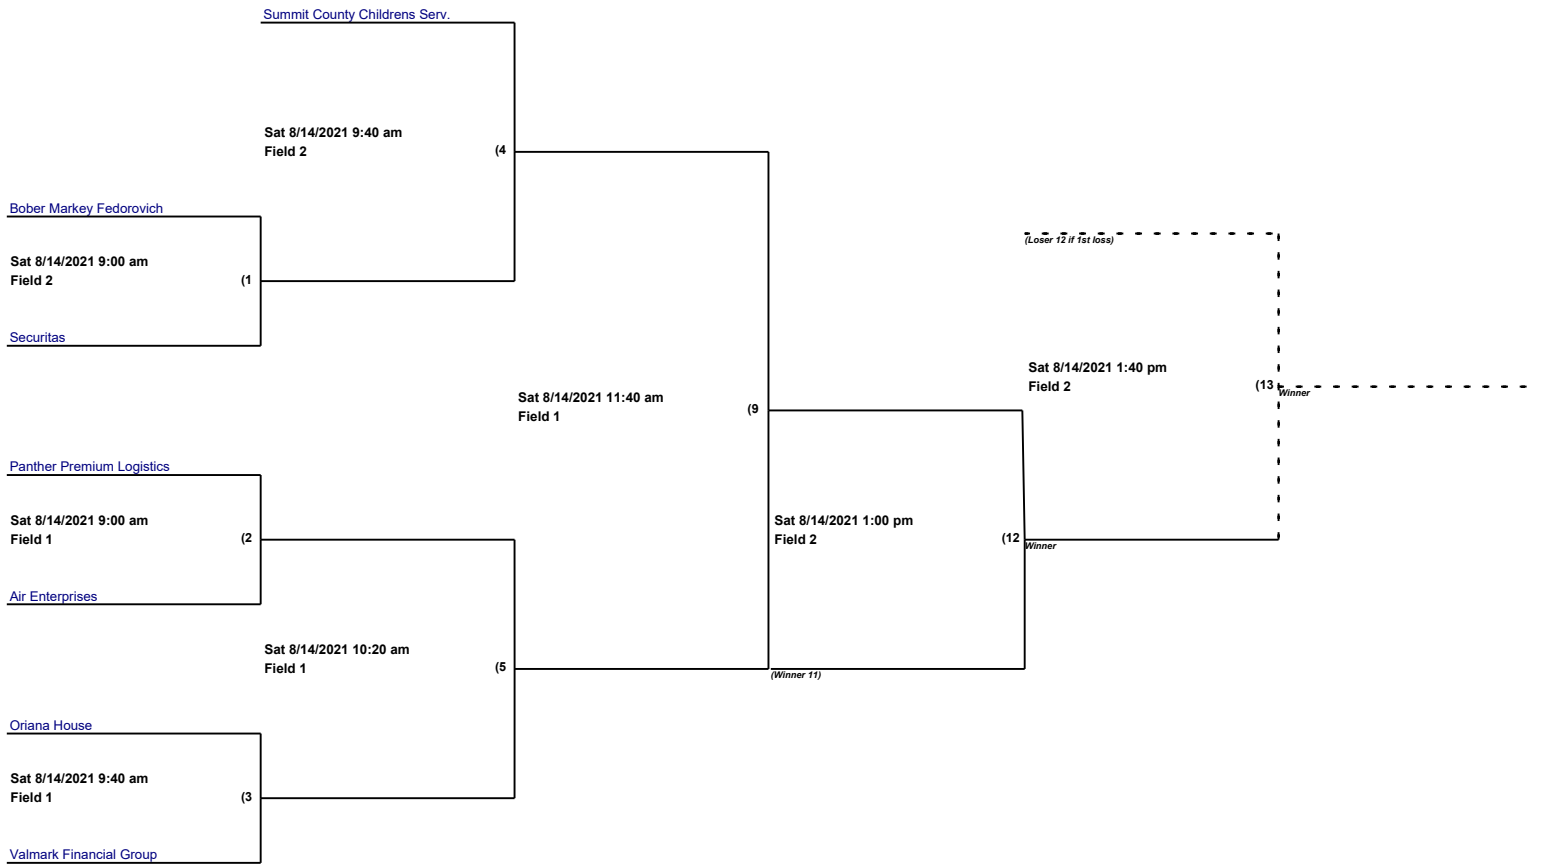 Summit County Childrens Serv.
Sat 8/14/2021 9:40 am
Field 2
(4
Bober Markey Fedorovich
Sat 8/14/2021 9:00 am
Field 2
(1
Securitas
(Loser 12 if 1st loss)
Sat 8/14/2021 1:40 pm
Field 2
(13
Winner
Sat 8/14/2021 11:40 am
Field 1
(9
Panther Premium Logistics
Sat 8/14/2021 9:00 am
Field 1
(2
Air Enterprises
Sat 8/14/2021 1:00 pm
Field 2
(12
Winner
Sat 8/14/2021 10:20 am
Field 1
(5
(Winner 11)
Oriana House
Sat 8/14/2021 9:40 am
Field 1
(3
Valmark Financial Group